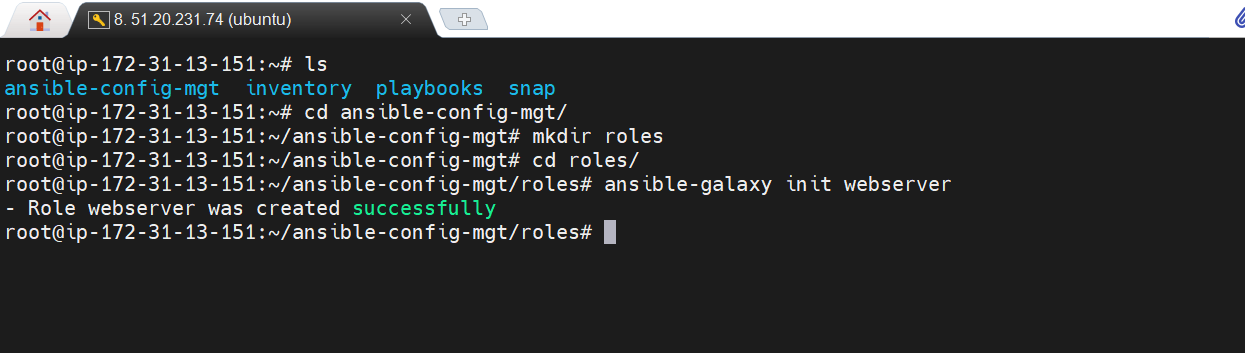 8. 51.20.231.74 (ubuntu)
root@ip-172-31-13-151:~# ls
ansible-config-mgt  inventory  playbooks  snap
root@ip-172-31-13-151:~# cd ansible-config-mgt/
root@ip-172-31-13-151:~/ansible-config-mgt# mkdir roles
root@ip-172-31-13-151:~/ansible-config-mgt# cd roles/
root@ip-172-31-13-151:~/ansible-config-mgt/roles# ansible-galaxy init webserver
- Role webserver was created successfully
root@ip-172-31-13-151:~/ansible-config-mgt/roles#